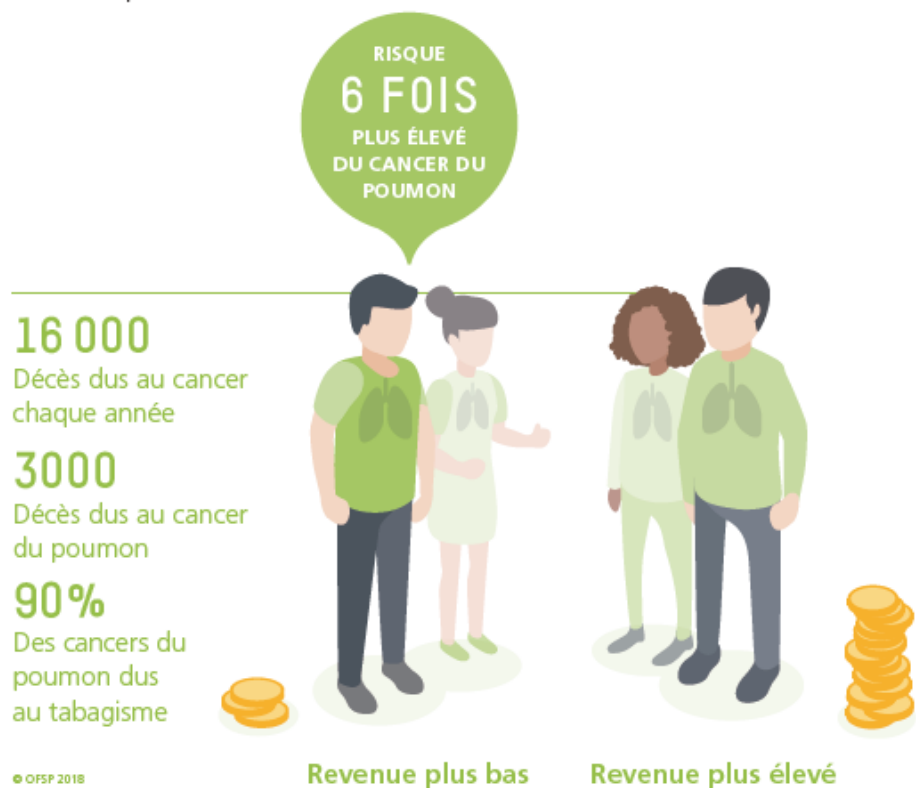 RISQUE
6 FOIS
PLUS ÉLEVÉ
DU CANCER DU
POUMON
16 000
Décès dus au cancer
chaque année
3000
Décès dus au cancer
du poumon
90%
Des cancers du
poumon dus
au tabagisme
© OFSP 2018
Revenue plus bas
Revenue plus élevé